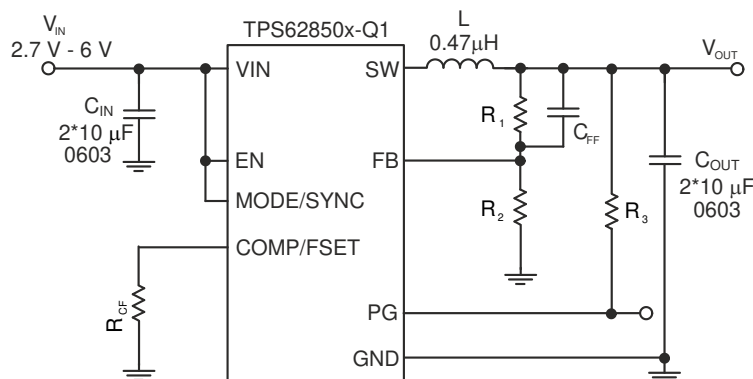 TPS62850x-Q1
V_IN
2.7 V - 6 V
VIN
SW
L
0.47μH
V_OUT
C_IN
2*10 μF
0603
R_1
C_FF
EN
FB
C_OUT
2*10 μF
0603
MODE/SYNC
R_2
R_3
COMP/FSET
R_CF
PG
GND